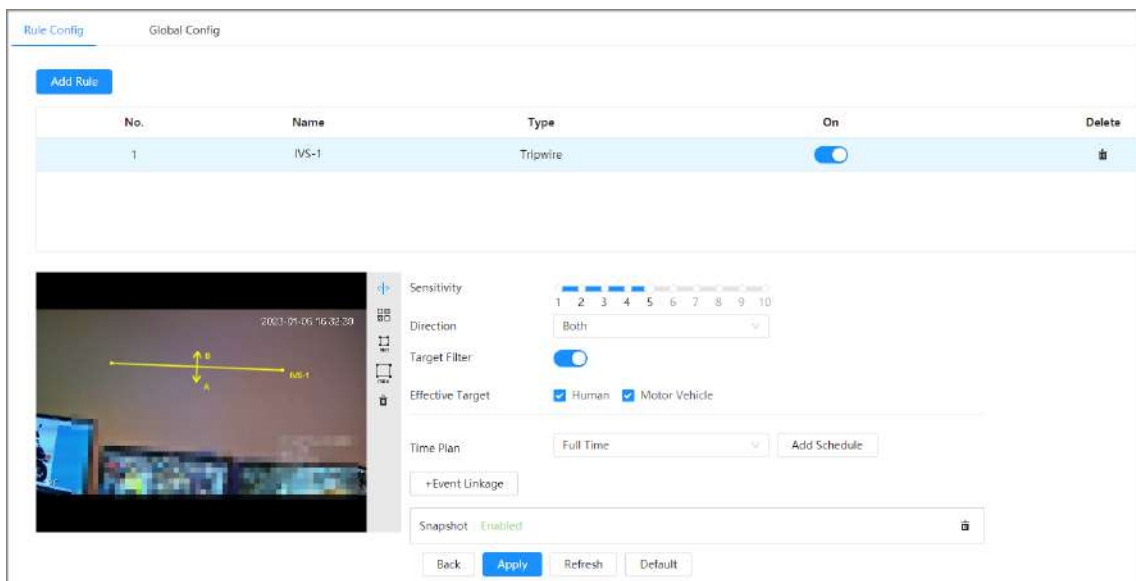 Rule Config Global Config
Add Rule
No. Name Type On Delete
1 IVS-1 Tripwire
2023-01-06 16:32:39
B
A
IVS-1
Sensitivity
1 2 3 4 5 6 7 8 9 10
Direction Both
Target Filter
Effective Target Human Motor Vehicle
Time Plan Full Time Add Schedule
+Event Linkage
Snapshot Enabled
Back Apply Refresh Default